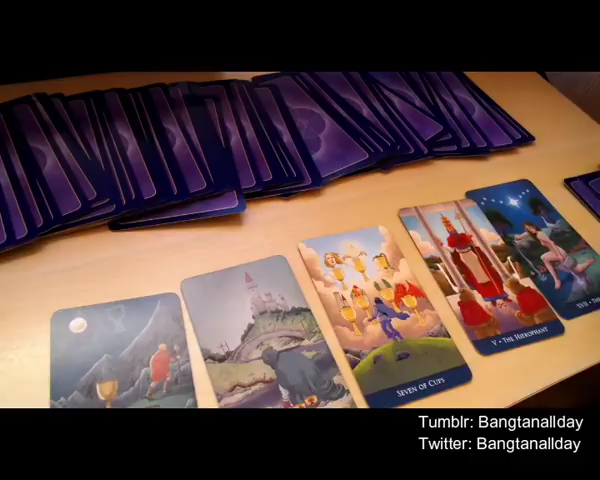 SEVEN OF CUPS
V • THE HIEROPHANT
XVII • THE
Tumblr: Bangtanallday
Twitter: Bangtanallday